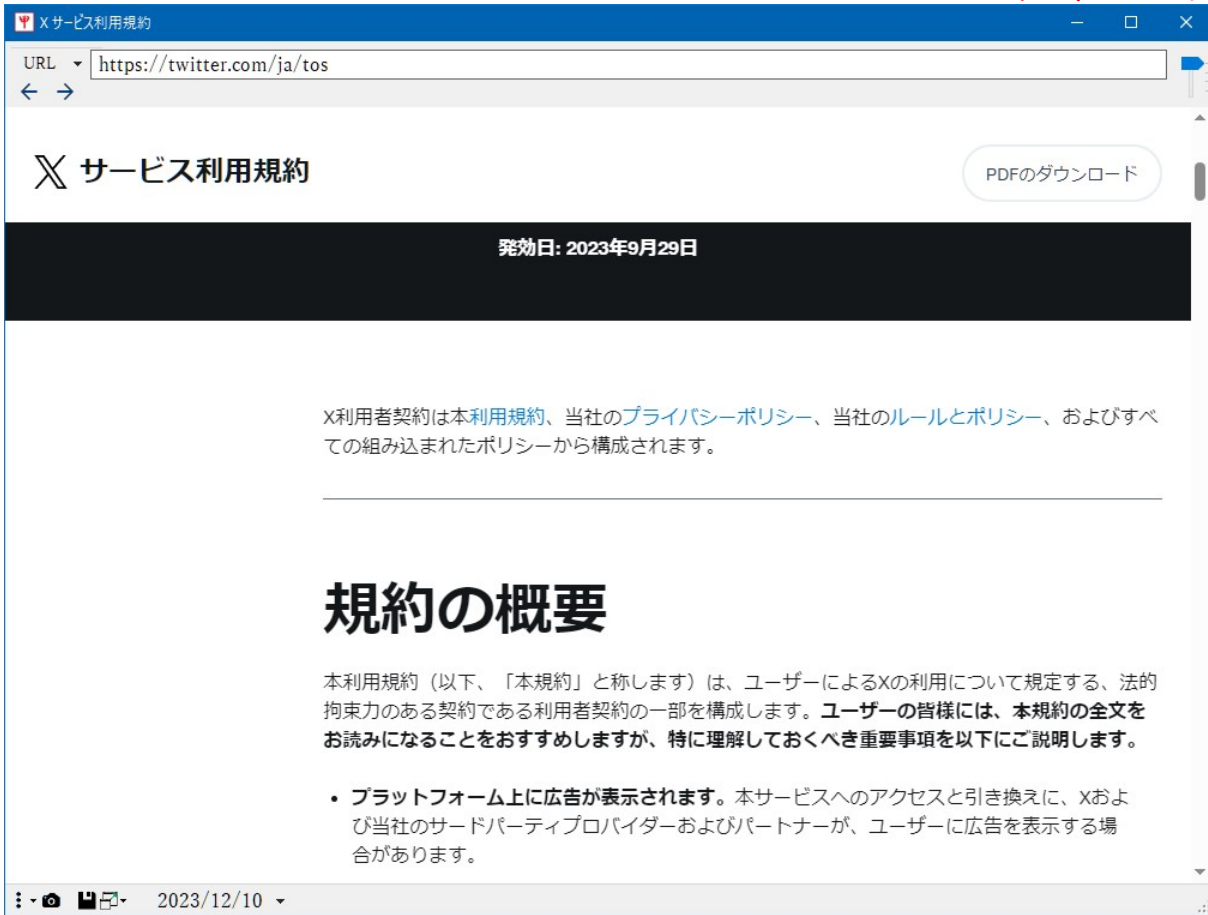 X サービス利用規約
URL
https://twitter.com/ja/tos
サービス利用規約
PDFのダウンロード
発効日: 2023年9月29日
X利用者契約は本利用規約、当社のプライバシーポリシー、当社のルールとポリシー、およびすべ
ての組み込まれたポリシーから構成されます。
規約の概要
本利用規約（以下、「本規約」と称します）は、ユーザーによるXの利用について規定する、法的
拘束力のある契約である利用者契約の一部を構成します。ユーザーの皆様には、本規約の全文を
お読みになることをおすすめしますが、特に理解しておくべき重要事項を以下にご説明します。
• プラットフォーム上に広告が表示されます。本サービスへのアクセスと引き換えに、Xおよ
び当社のサードパーティプロバイダーおよびパートナーが、ユーザーに広告を表示する場
合があります。
2023/12/10